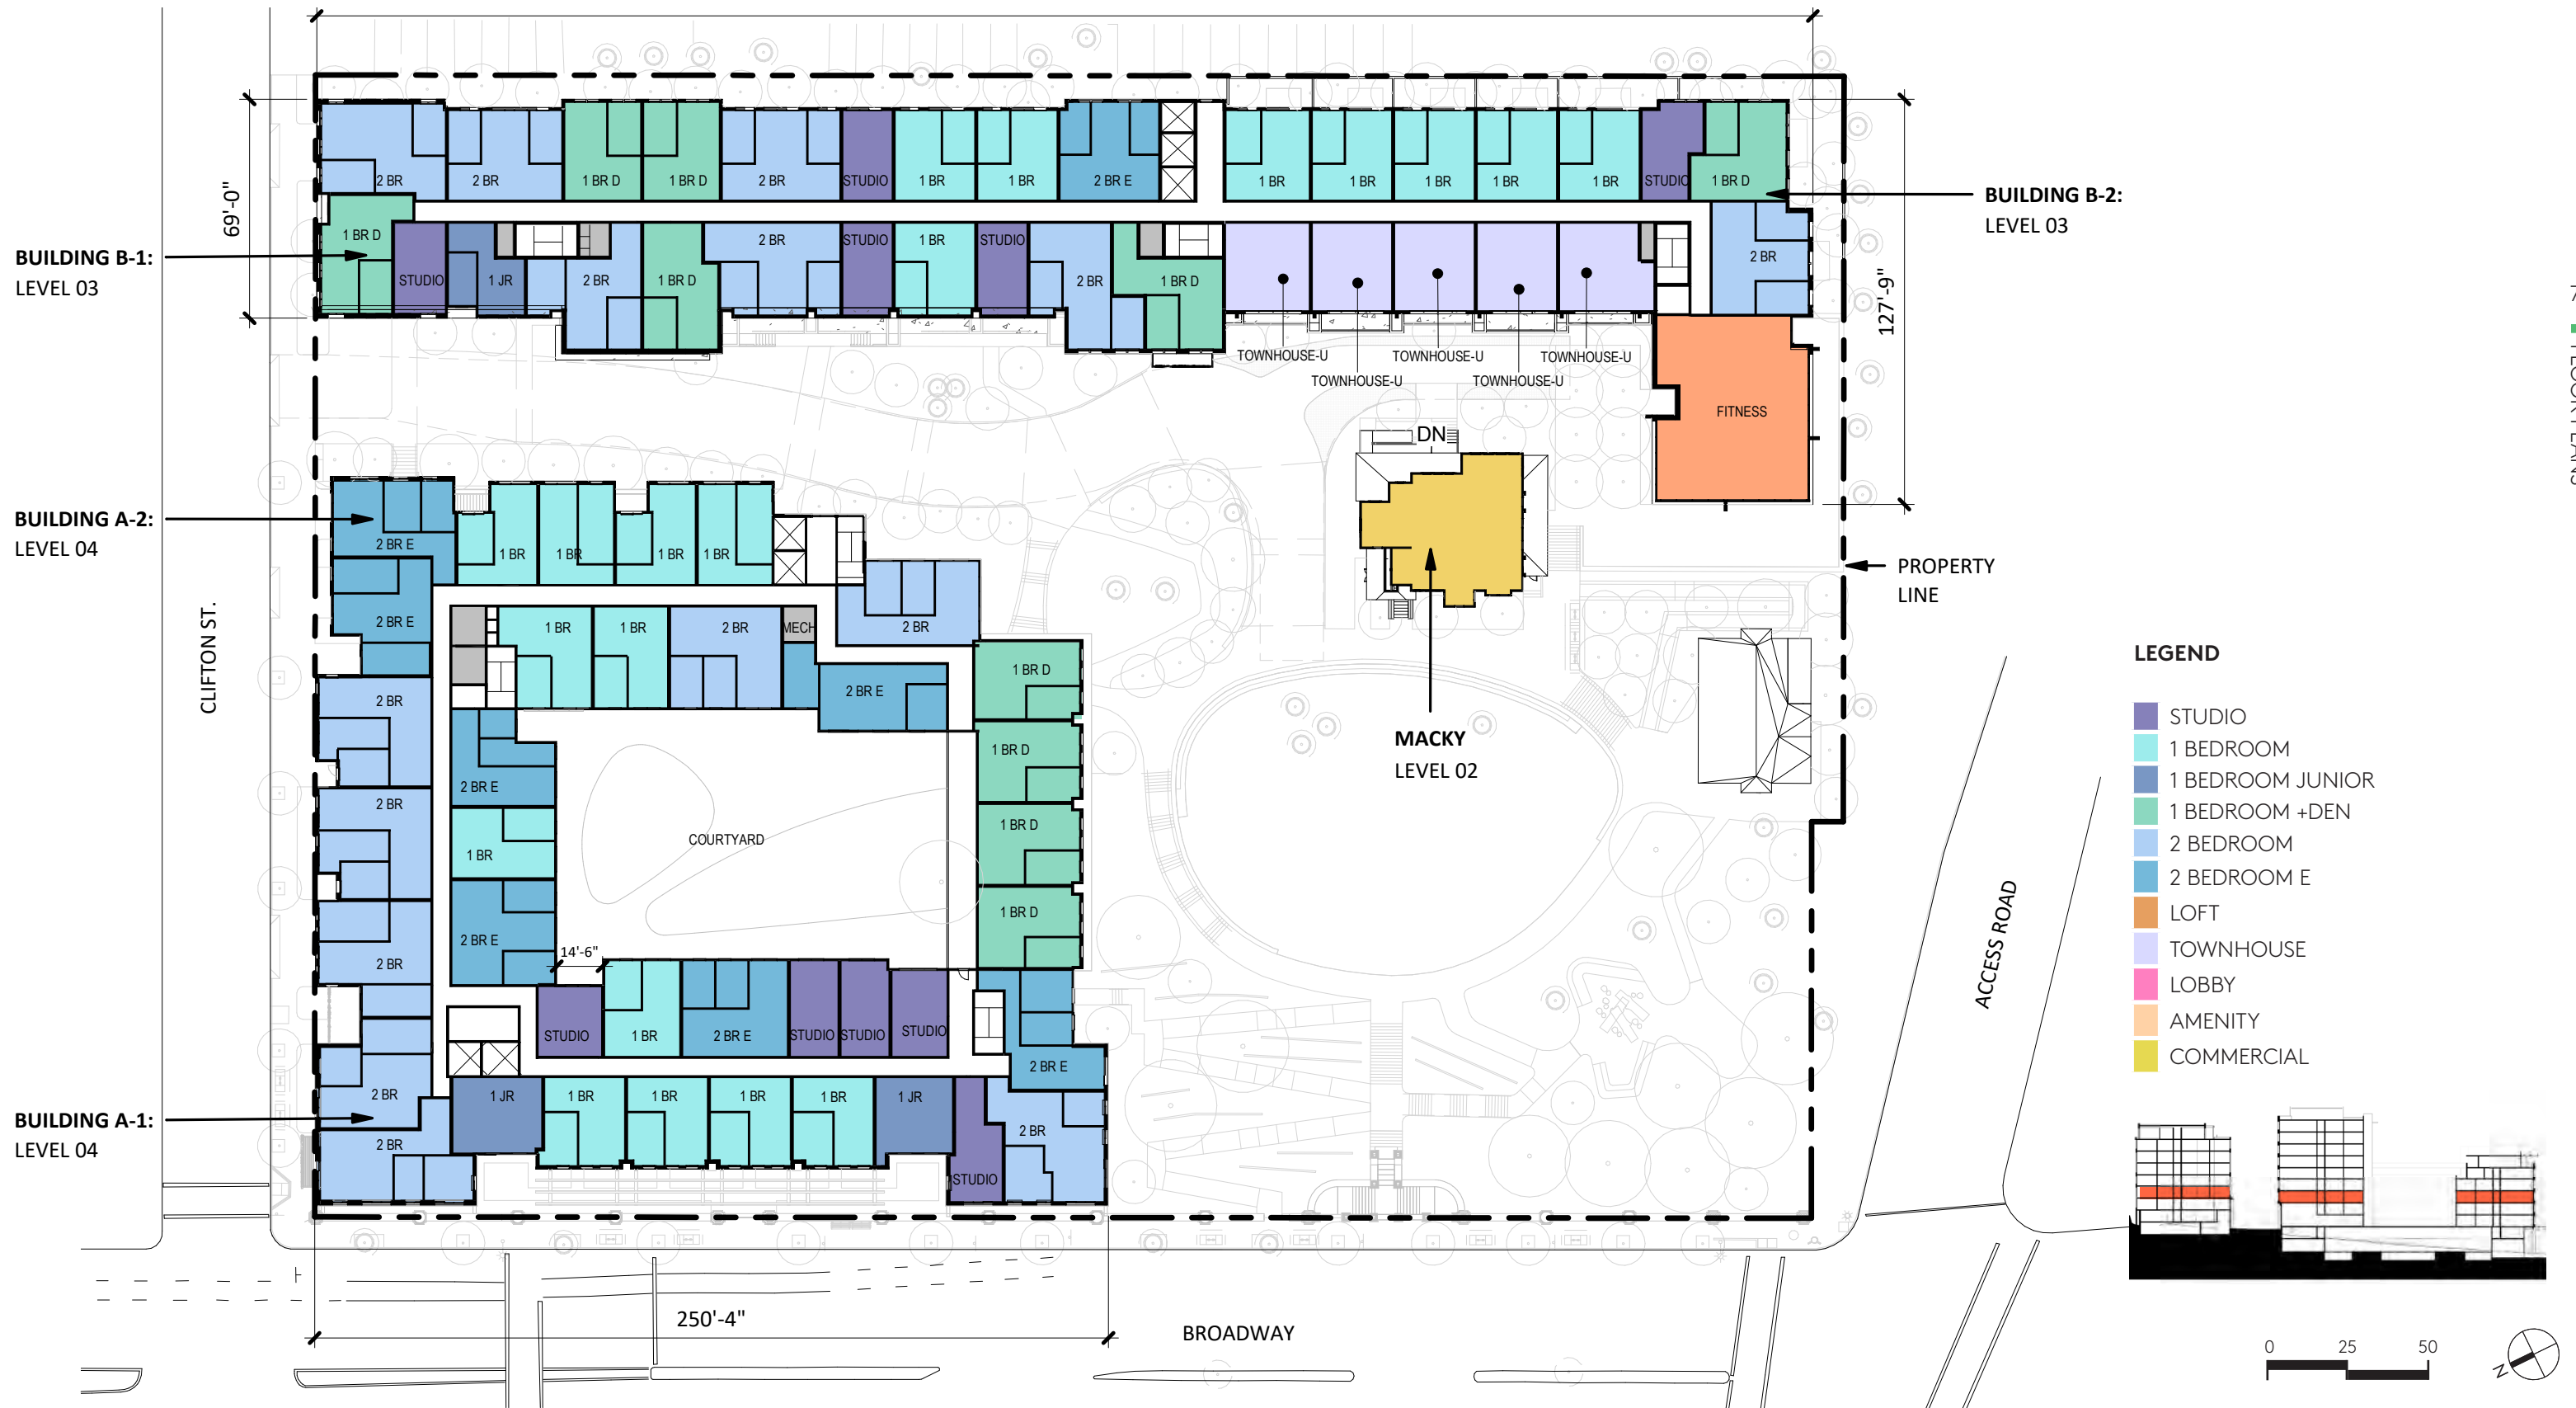 2 BR
2 BR
1 BR D
1 BR D
2 BR
STUDIO
1 BR
1 BR
2 BR E
1 BR
1 BR
1 BR
1 BR
1 BR
STUDIO
1 BR D
69'-0"
BUILDING B-1:
LEVEL 03
BUILDING B-2:
LEVEL 03
1 BR D
STUDIO
1 JR
2 BR
1 BR D
2 BR
STUDIO
1 BR
STUDIO
2 BR
1 BR D
2 BR
127'-9"
TOWNHOUSE-U
TOWNHOUSE-U
TOWNHOUSE-U
TOWNHOUSE-U
TOWNHOUSE-U
FITNESS
DN
BUILDING A-2:
LEVEL 04
2 BR E
1 BR
1 BR
1 BR
1 BR
2 BR E
1 BR
1 BR
2 BR
MECH
2 BR
PROPERTY
LINE
CLIFTON ST.
2 BR
2 BR E
1 BR D
MACKY
LEVEL 02
2 BR
2 BR E
1 BR D
COURTYARD
1 BR
1 BR D
2 BR
2 BR E
1 BR D
14'-6"
STUDIO
1 BR
2 BR E
STUDIO
STUDIO
STUDIO
2 BR E
BUILDING A-1:
LEVEL 04
2 BR
2 BR
1 JR
1 BR
1 BR
1 BR
1 BR
1 JR
STUDIO
2 BR
250'-4"
BROADWAY
ACCESS ROAD
LEGEND
STUDIO
1 BEDROOM
1 BEDROOM JUNIOR
1 BEDROOM +DEN
2 BEDROOM
2 BEDROOM E
LOFT
TOWNHOUSE
LOBBY
AMENITY
COMMERCIAL
0 25 50
N